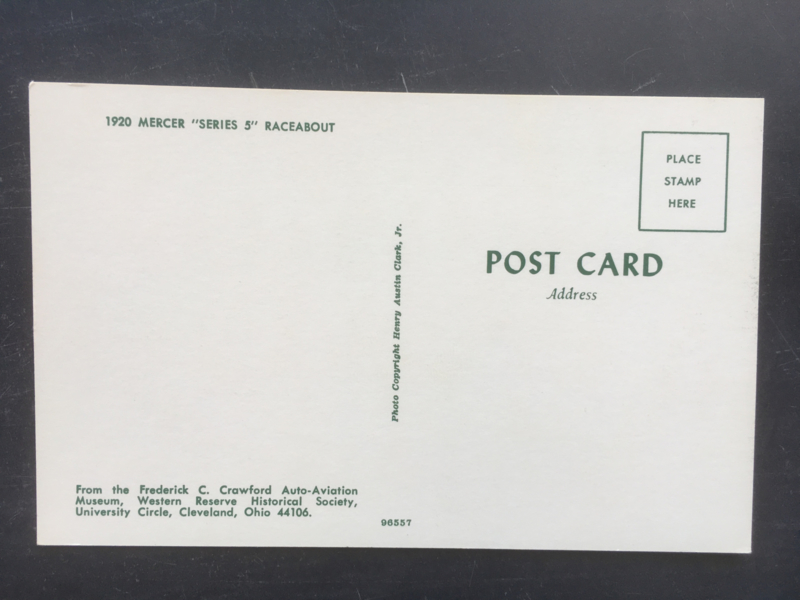 1920 MERCER "SERIES 5" RACEABOUT
From the Frederick C. Crawford Auto-Aviation
Museum, Western Reserve Historical Society,
University Circle, Cleveland, Ohio 44106.
96557
Photo Copyright Henry Austin Clark, Jr.
PLACE
STAMP
HERE
POST CARD
Address